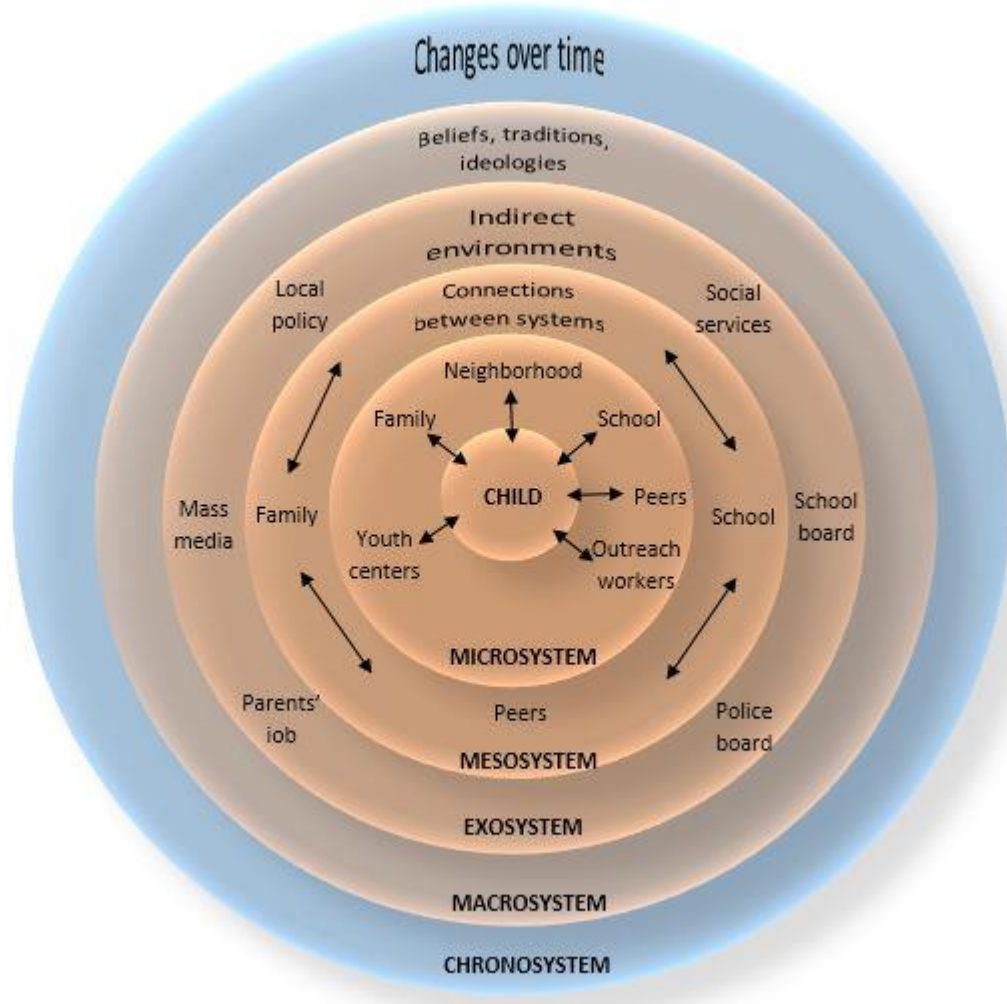 Changes over time
Beliefs, traditions,
ideologies
Indirect
environments
Local
policy
Social
services
Connections
between systems
Neighborhood
Family
School
CHILD
Peers
Youth
centers
Outreach
workers
MICROSYSTEM
Mass
media
Family
School
School
board
Peers
MESOSYSTEM
Parents'
job
Police
board
EXOSYSTEM
MACROSYSTEM
CHRONOSYSTEM